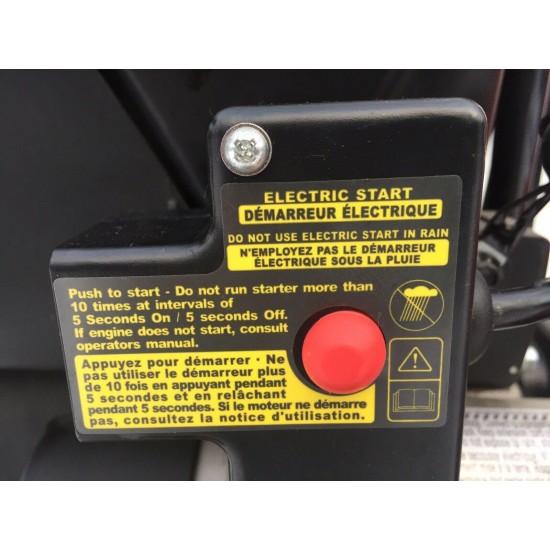 ELECTRIC START
DÉMARREUR ÉLECTRIQUE
DO NOT USE ELECTRIC START IN RAIN
N'EMPLOYEZ PAS LE DÉMARREUR
ÉLECTRIQUE SOUS LA PLUIE
Push to start - Do not run starter more than
10 times at intervals of
5 Seconds On / 5 seconds Off.
If engine does not start, consult
operators manual.
Appuyez pour démarrer · Ne
pas utiliser le démarreur plus
de 10 fois en appuyant pendant
5 secondes et en relâchant
pendant 5 secondes. Si le moteur ne démarre
pas, consultez la notice d'utilisation.